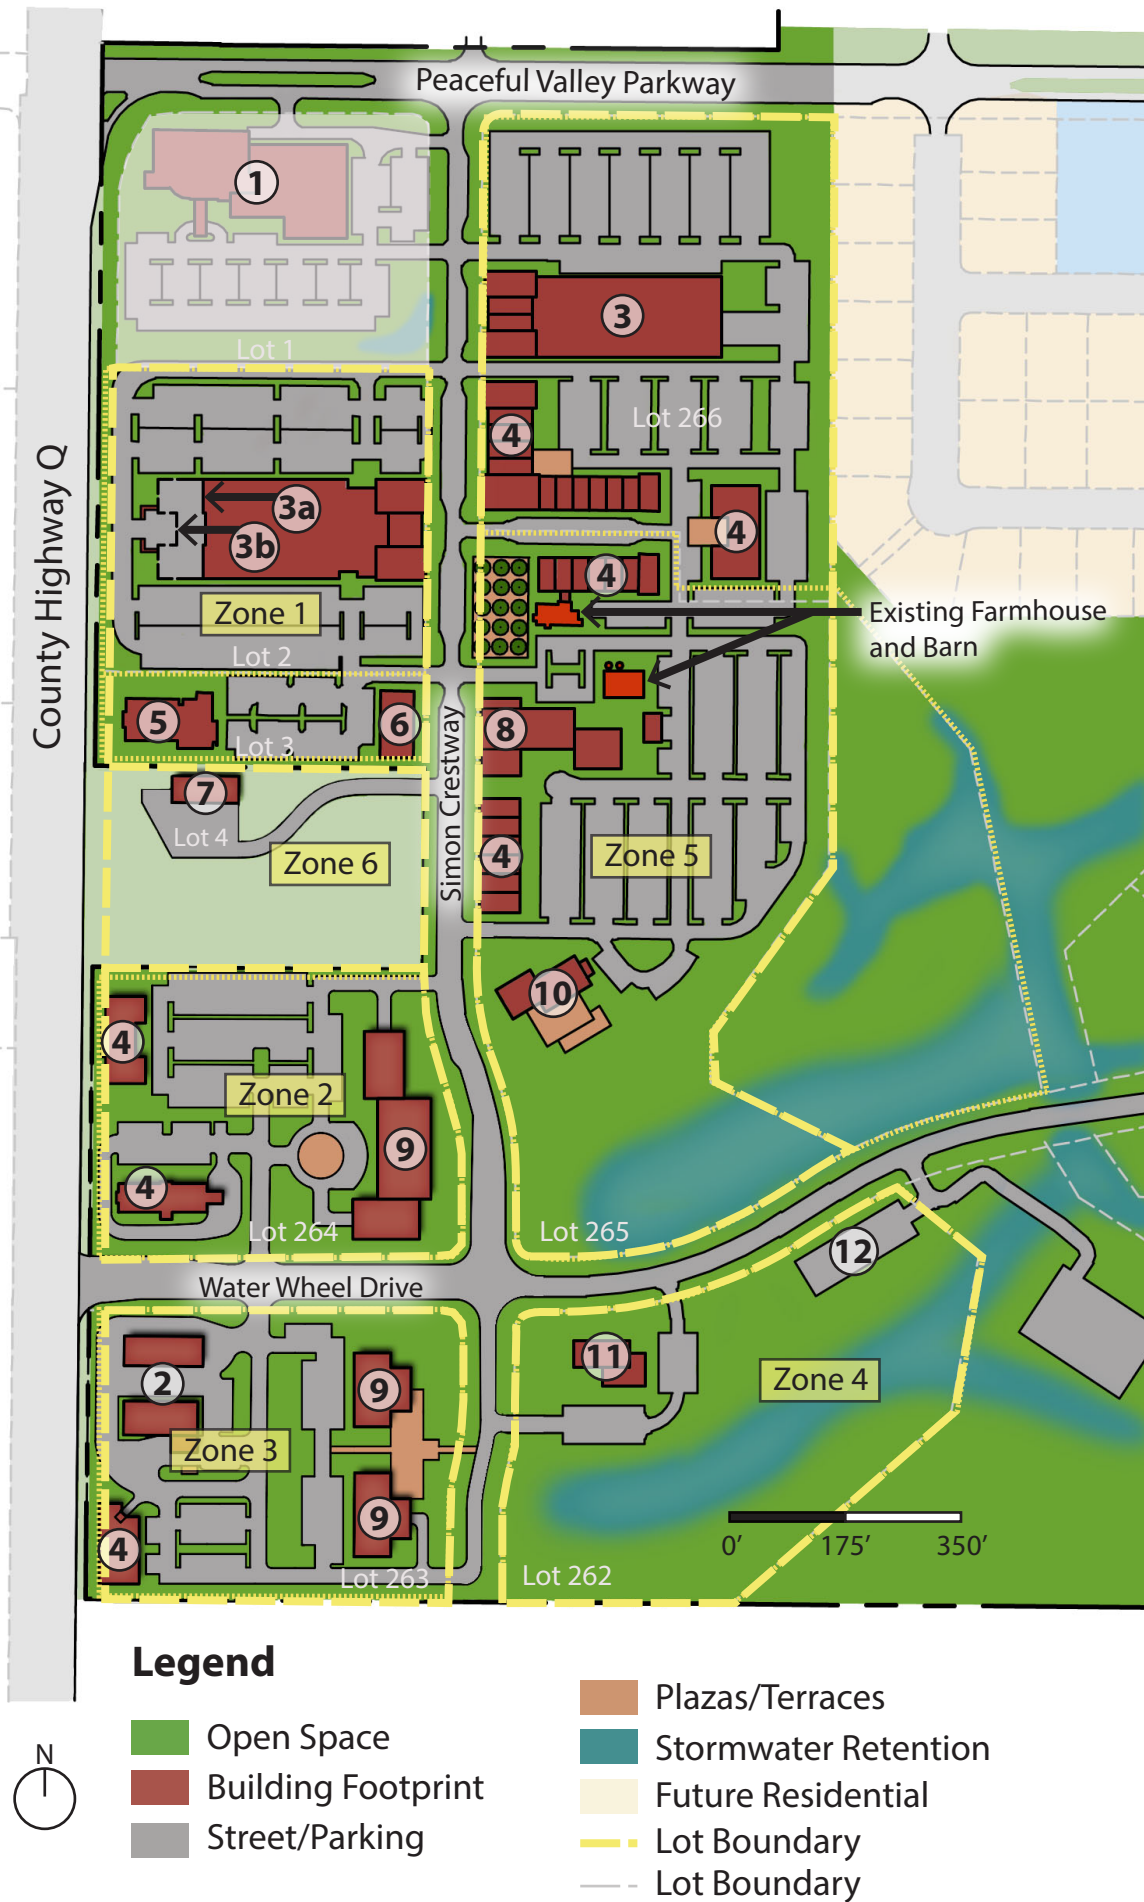 Peaceful Valley Parkway
1
3
Lot 1
Lot 266
4
3a
3b
4
Zone 1
4
Existing Farmhouse
and Barn
County Highway Q
Lot 2
5
6
8
Lot 3
7
Lot 4
Simon Crestway
Zone 6
4
Zone 5
10
4
Zone 2
9
4
Lot 264
Lot 265
12
Water Wheel Drive
2
9
11
Zone 4
Zone 3
9
4
0'
175'
350'
Lot 263
Lot 262
Legend
Open Space
Building Footprint
Street/Parking
Plazas/Terraces
Stormwater Retention
Future Residential
Lot Boundary
Lot Boundary
N